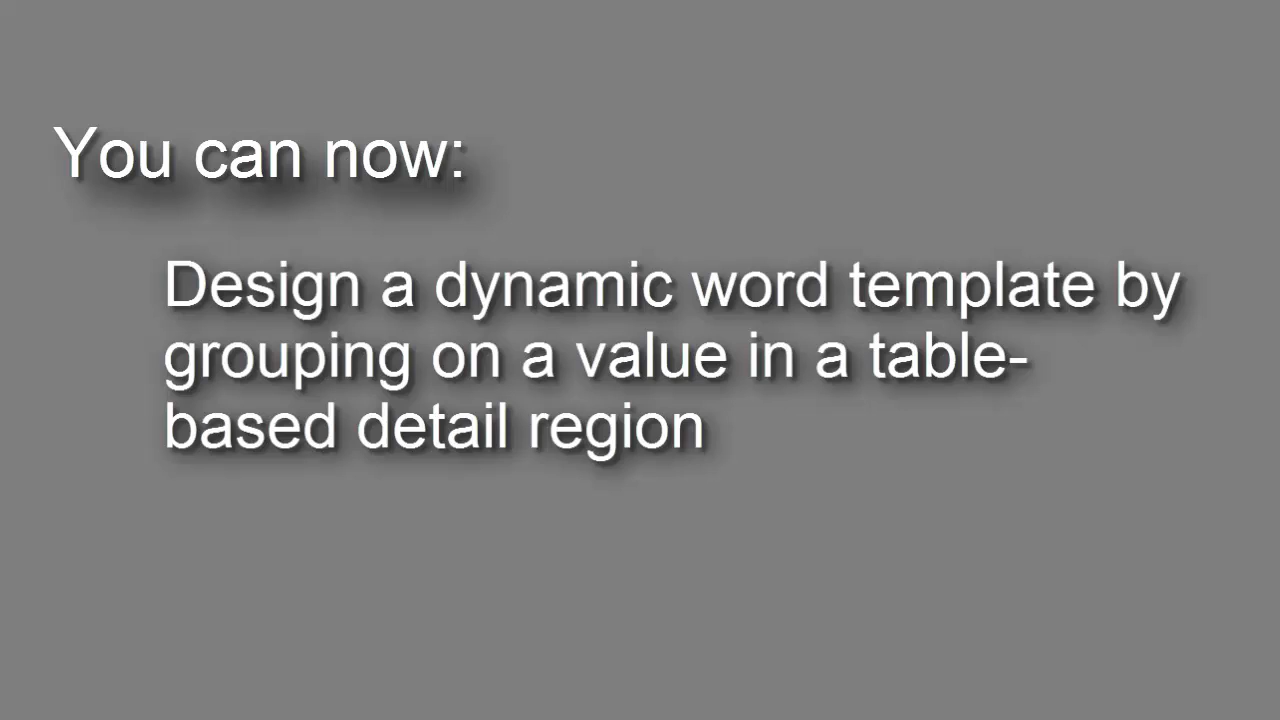 You can now:
Design a dynamic word template by
grouping on a value in a table-
based detail region